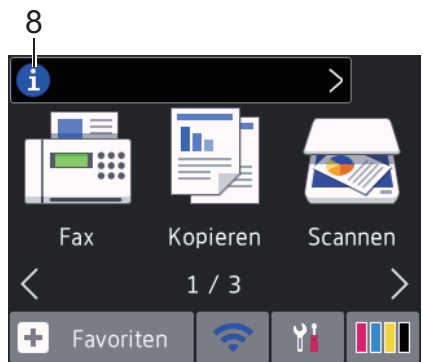 8
i
Fax Kopieren Scannen
1 / 3
Favoriten